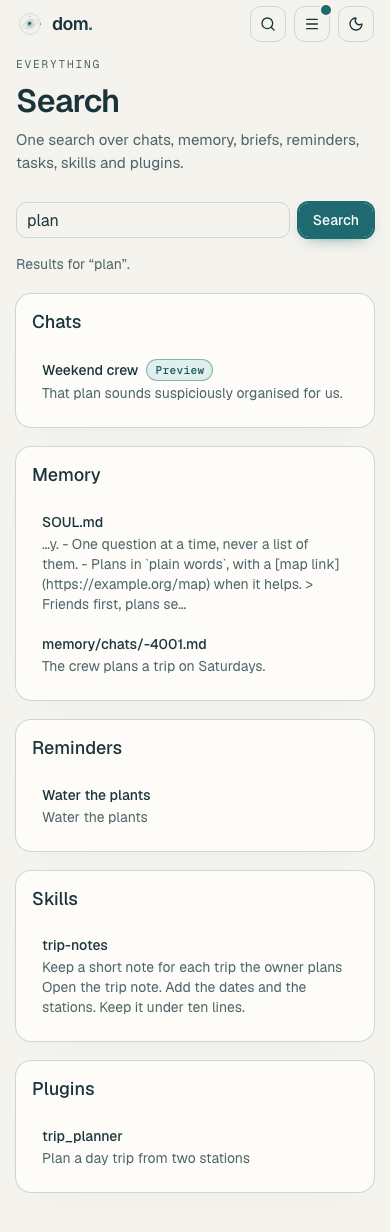 dom.
EVERYTHING
Search
One search over chats, memory, briefs, reminders,
tasks, skills and plugins.
plan
Search
Results for “plan”.
Chats
Weekend crew Preview
That plan sounds suspiciously organised for us.
Memory
SOUL.md
…y. - One question at a time, never a list of
them. - Plans in `plain words`, with a [map link]
(https://example.org/map) when it helps. >
Friends first, plans se…
memory/chats/-4001.md
The crew plans a trip on Saturdays.
Reminders
Water the plants
Water the plants
Skills
trip-notes
Keep a short note for each trip the owner plans
Open the trip note. Add the dates and the
stations. Keep it under ten lines.
Plugins
trip_planner
Plan a day trip from two stations